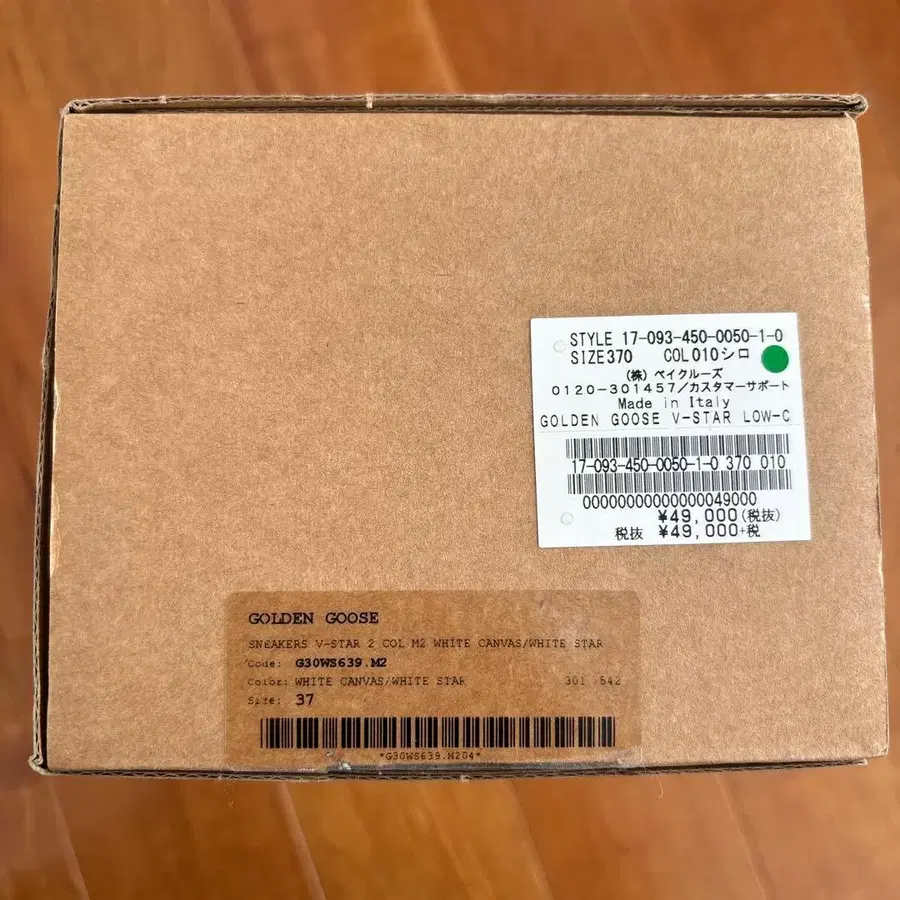 STYLE 17-093-450-0050-1-0
SIZE370 COL010シロ
(株) ベイクルーズ
0120-301457/カスタマーサポート
Made in Italy
GOLDEN GOOSE V-STAR LOW-C
17-093-450-0050-1-0 370 010
00000000000000049000
¥49,000(税抜)
税抜 ¥49,000+税
GOLDEN GOOSE
SNEAKERS V-STAR 2 COL M2 WHITE CANVAS/WHITE STAR
Code: G30WS639.M2
Color: WHITE CANVAS/WHITE STAR 301 /542
Size: 37
*G30WS639.M204*